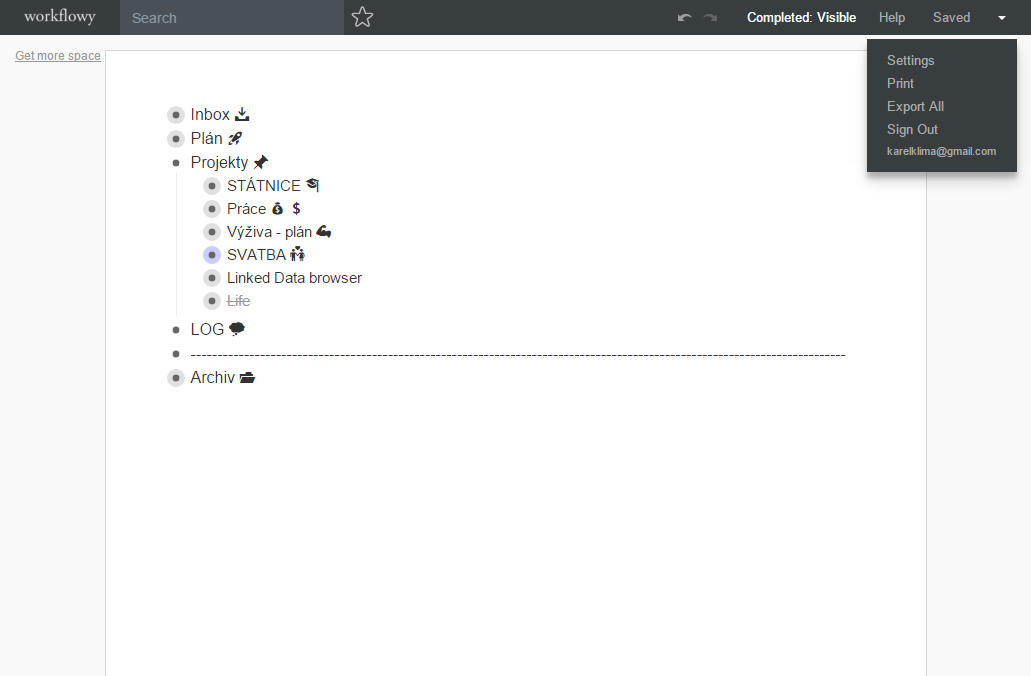 workflowy Search Completed: Visible Help Saved
Get more space
Settings
Print
Export All
Sign Out
karelklima@gmail.com
Inbox
Plán
Projekty
STÁTNICE
Práce $
Výživa - plán
SVATBA
Linked Data browser
Life
LOG
--------------------------------------------------------------------------------------------------------------------------
Archiv